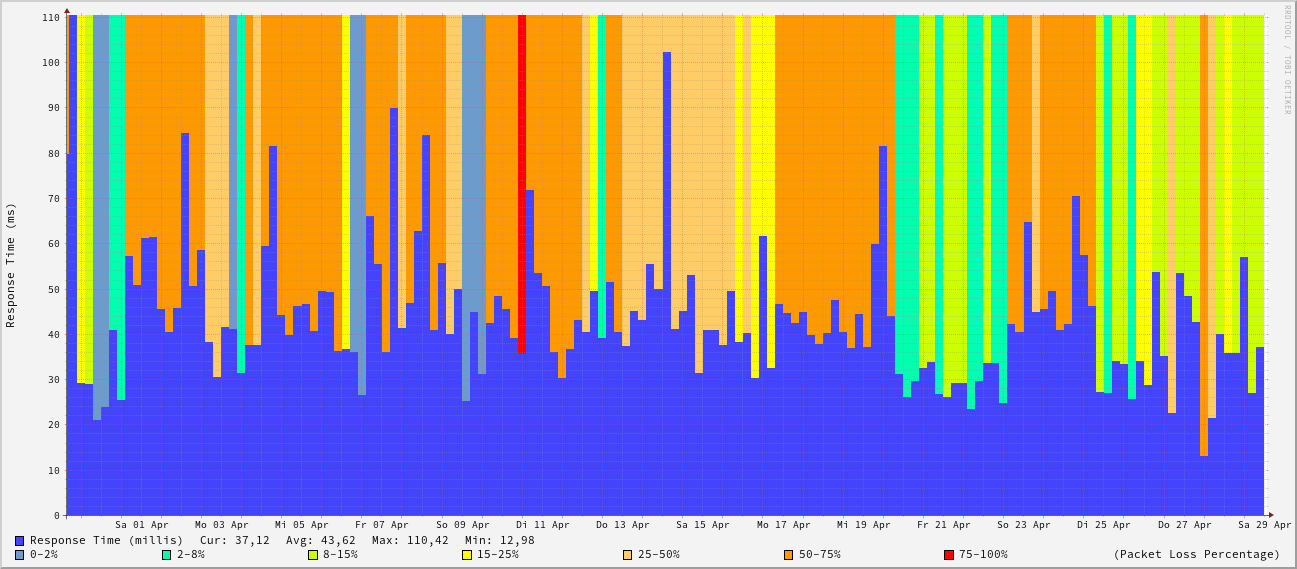 RRDTOOL / TOBI OETIKER
Response Time (ms)
110
100
90
80
70
60
50
40
30
20
10
0
Sa 01 Apr Mo 03 Apr Mi 05 Apr Fr 07 Apr So 09 Apr Di 11 Apr Do 13 Apr Sa 15 Apr Mo 17 Apr Mi 19 Apr Fr 21 Apr So 23 Apr Di 25 Apr Do 27 Apr Sa 29 Apr
Response Time (millis) Cur: 37,12 Avg: 43,62 Max: 110,42 Min: 12,98
0-2% 2-8% 8-15% 15-25% 25-50% 50-75% 75-100% (Packet Loss Percentage)